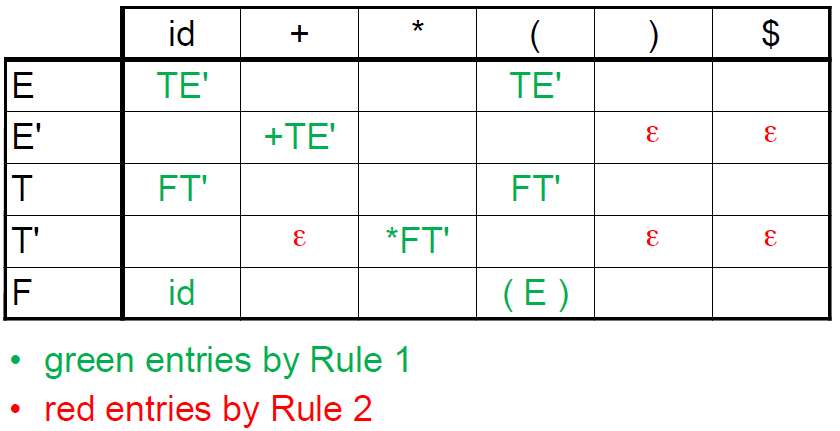 id + * ( ) $
E TE' TE'
E' +TE' ε ε
T FT' FT'
T' ε *FT' ε ε
F id ( E )
• green entries by Rule 1
• red entries by Rule 2